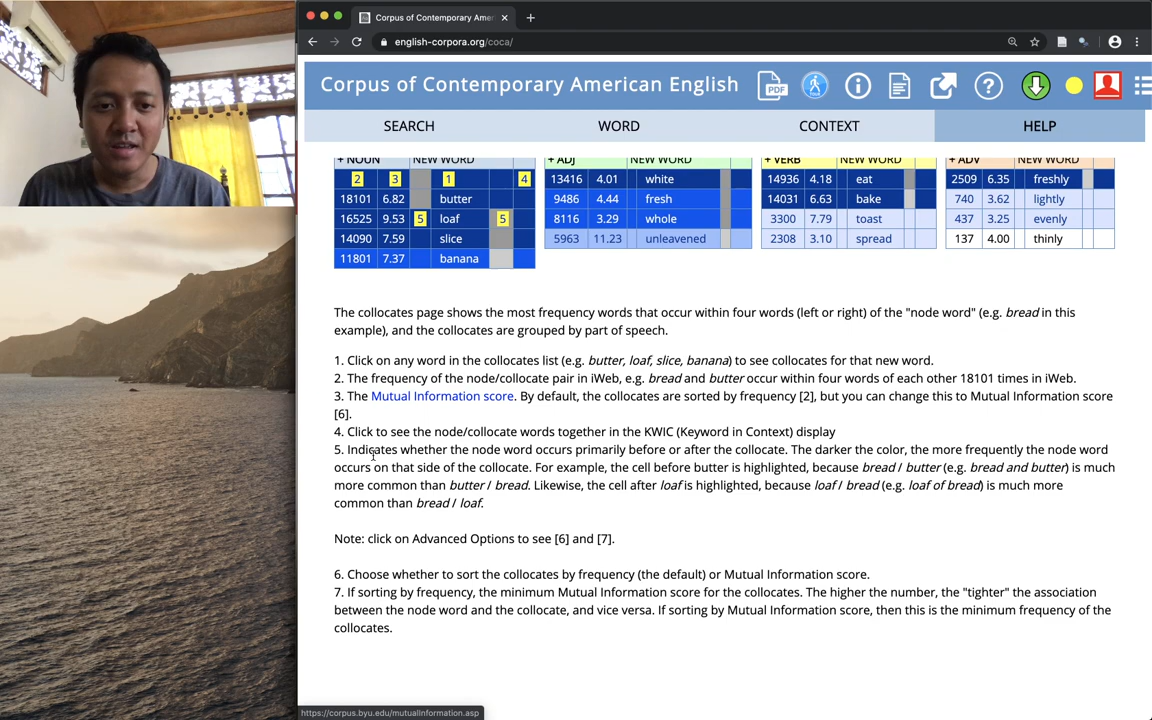 Corpus of Contemporary Ame
english-corpora.org/coca/
Corpus of Contemporary American English
PDF
SEARCH WORD CONTEXT HELP
+ NOUN NEW WORD + ADJ NEW WORD + VERB NEW WORD + ADV NEW WORD
2 3 1 4 13416 4.01 white 14936 4.18 eat 2509 6.35 freshly
18101 6.82 butter 9486 4.44 fresh 14031 6.63 bake 740 3.62 lightly
16525 9.53 5 loaf 5 8116 3.29 whole 3300 7.79 toast 437 3.25 evenly
14090 7.59 slice 5963 11.23 unleavened 2308 3.10 spread 137 4.00 thinly
11801 7.37 banana
The collocates page shows the most frequency words that occur within four words (left or right) of the "node word" (e.g. bread in this
example), and the collocates are grouped by part of speech.
1. Click on any word in the collocates list (e.g. butter, loaf, slice, banana) to see collocates for that new word.
2. The frequency of the node/collocate pair in iWeb, e.g. bread and butter occur within four words of each other 18101 times in iWeb.
3. The Mutual Information score. By default, the collocates are sorted by frequency [2], but you can change this to Mutual Information score
[6].
4. Click to see the node/collocate words together in the KWIC (Keyword in Context) display
5. Indicates whether the node word occurs primarily before or after the collocate. The darker the color, the more frequently the node word
occurs on that side of the collocate. For example, the cell before butter is highlighted, because bread / butter (e.g. bread and butter) is much
more common than butter / bread. Likewise, the cell after loaf is highlighted, because loaf / bread (e.g. loaf of bread) is much more
common than bread / loaf.
Note: click on Advanced Options to see [6] and [7].
6. Choose whether to sort the collocates by frequency (the default) or Mutual Information score.
7. If sorting by frequency, the minimum Mutual Information score for the collocates. The higher the number, the "tighter" the association
between the node word and the collocate, and vice versa. If sorting by Mutual Information score, then this is the minimum frequency of the
collocates.
https://corpus.byu.edu/mutualInformation.asp